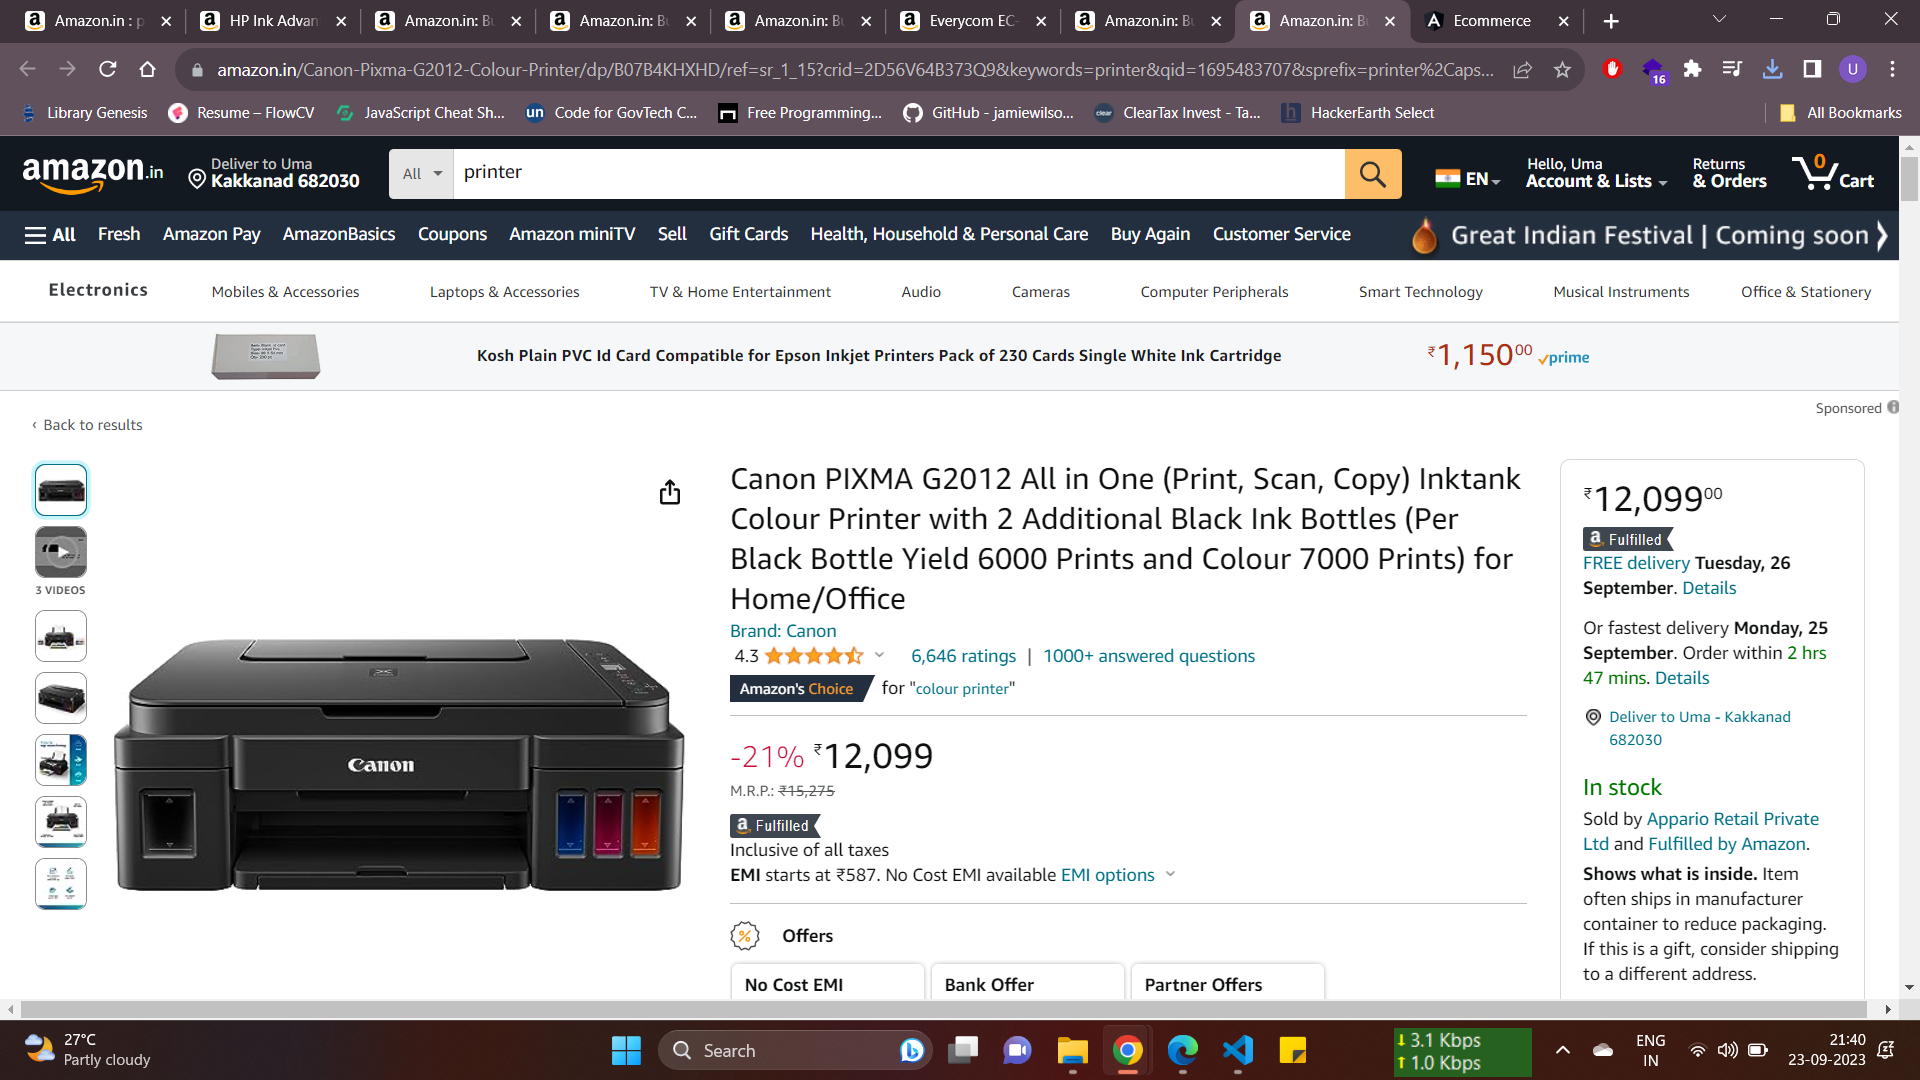 Amazon.in : p
HP Ink Advan
Amazon.in: Bu
Amazon.in: Bu
Amazon.in: Bu
Everycom EC-
Amazon.in: Bu
Amazon.in: Bu
Ecommerce
amazon.in/Canon-Pixma-G2012-Colour-Printer/dp/B07B4KHXHD/ref=sr_1_15?crid=2D56V64B373Q9&keywords=printer&qid=1695483707&sprefix=printer%2Caps...
16
U
Library Genesis
Resume – FlowCV
JavaScript Cheat Sh...
un
Code for GovTech C...
Free Programming...
GitHub - jamiewilso...
clear
ClearTax Invest - Ta...
h
HackerEarth Select
All Bookmarks
amazon.in
Deliver to Uma
Kakkanad 682030
All
printer
EN
Hello, Uma
Account & Lists
Returns
& Orders
0
Cart
All
Fresh
Amazon Pay
AmazonBasics
Coupons
Amazon miniTV
Sell
Gift Cards
Health, Household & Personal Care
Buy Again
Customer Service
Great Indian Festival | Coming soon
Electronics
Mobiles & Accessories
Laptops & Accessories
TV & Home Entertainment
Audio
Cameras
Computer Peripherals
Smart Technology
Musical Instruments
Office & Stationery
Kosh Plain PVC Id Card Compatible for Epson Inkjet Printers Pack of 230 Cards Single White Ink Cartridge
₹1,15000 prime
Sponsored
‹ Back to results
3 VIDEOS
Canon
Canon PIXMA G2012 All in One (Print, Scan, Copy) Inktank
Colour Printer with 2 Additional Black Ink Bottles (Per
Black Bottle Yield 6000 Prints and Colour 7000 Prints) for
Home/Office
Brand: Canon
4.3
6,646 ratings | 1000+ answered questions
Amazon's Choice for "colour printer"
-21% ₹12,099
M.R.P.: ₹15,275
a Fulfilled
Inclusive of all taxes
EMI starts at ₹587. No Cost EMI available EMI options
% Offers
No Cost EMI
Bank Offer
Partner Offers
₹12,09900
a Fulfilled
FREE delivery Tuesday, 26
September. Details
Or fastest delivery Monday, 25
September. Order within 2 hrs
47 mins. Details
Deliver to Uma - Kakkanad
682030
In stock
Sold by Appario Retail Private
Ltd and Fulfilled by Amazon.
Shows what is inside. Item
often ships in manufacturer
container to reduce packaging.
If this is a gift, consider shipping
to a different address.
27°C
Partly cloudy
Search
3.1 Kbps
1.0 Kbps
ENG
IN
21:40
23-09-2023